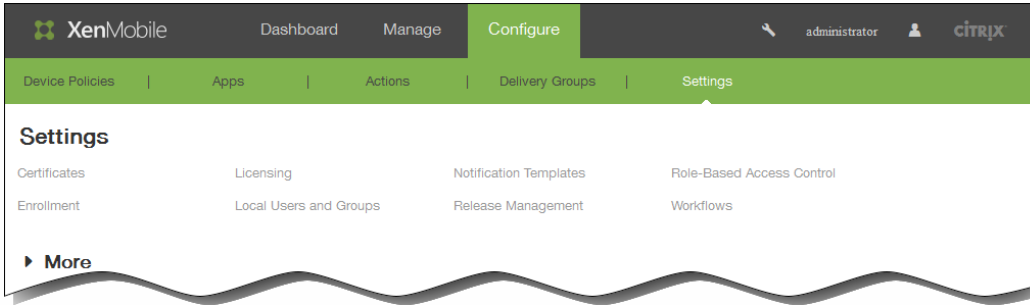 XenMobile Dashboard Manage Configure administrator CITRIX
Device Policies | Apps | Actions | Delivery Groups | Settings
Settings
Certificates Licensing Notification Templates Role-Based Access Control
Enrollment Local Users and Groups Release Management Workflows
More